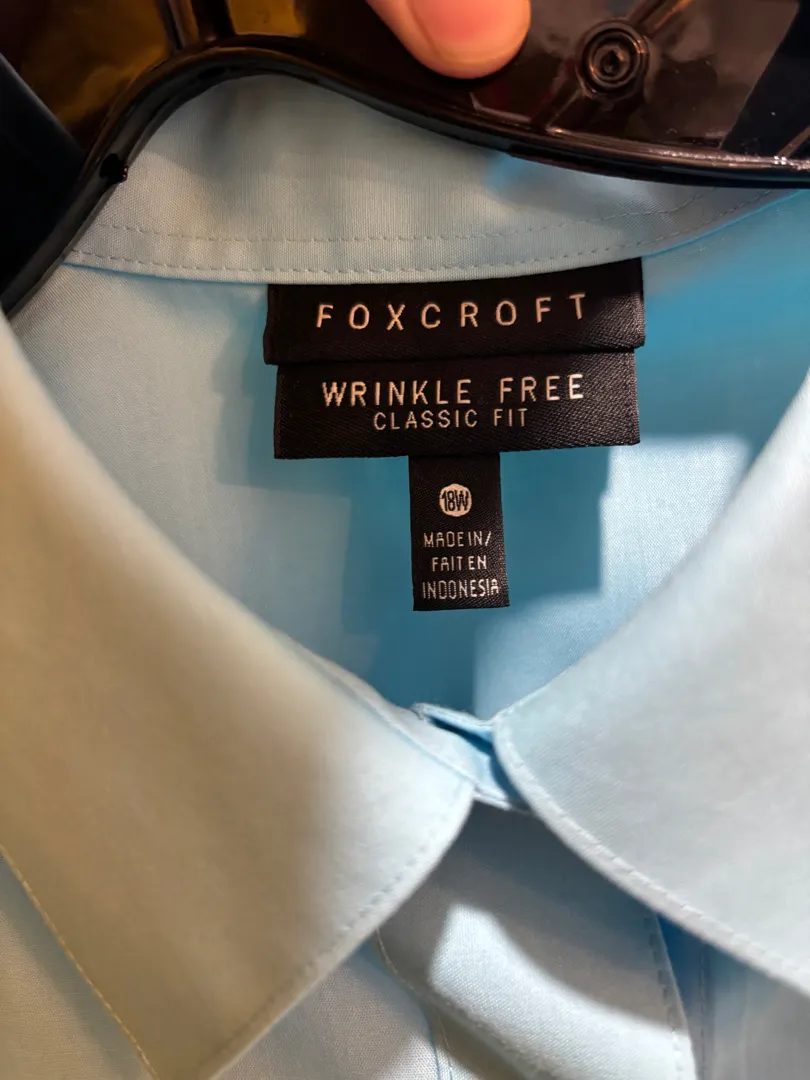 FOXCROFT
WRINKLE FREE
CLASSIC FIT
18W
MADE IN/
FAIT EN
INDONESIA